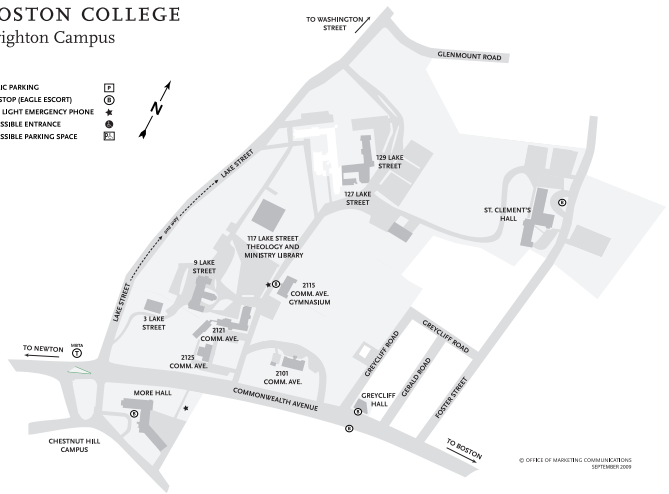 OSTON COLLEGE
righton Campus
IC PARKING P
STOP (EAGLE ESCORT) B
LIGHT EMERGENCY PHONE
SSIBLE ENTRANCE
SSIBLE PARKING SPACE
N
TO WASHINGTON
STREET
GLENMOUNT ROAD
LAKE STREET
one way
LAKE STREET
129 LAKE
STREET
127 LAKE
STREET
ST. CLEMENT'S
HALL
B
117 LAKE STREET
THEOLOGY AND
MINISTRY LIBRARY
9 LAKE
STREET
B
2115
COMM. AVE.
GYMNASIUM
3 LAKE
STREET
2121
COMM. AVE.
2125
COMM. AVE.
2101
COMM. AVE.
TO NEWTON
MBTA
T
GREYCLIFF ROAD
GREYCLIFF ROAD
GERALD ROAD
FOSTER STREET
COMMONWEALTH AVENUE
GREYCLIFF
HALL
B
B
MORE HALL
B
CHESTNUT HILL
CAMPUS
TO BOSTON
© OFFICE OF MARKETING COMMUNICATIONS
SEPTEMBER 2009